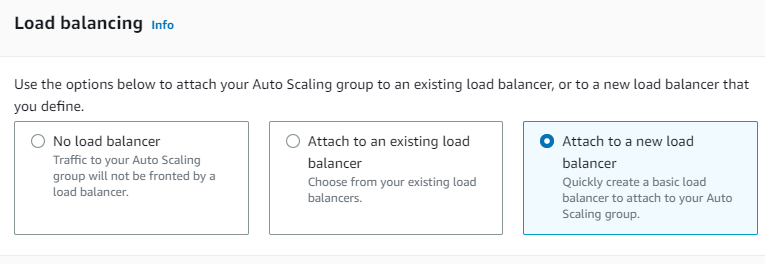 Load balancing Info
Use the options below to attach your Auto Scaling group to an existing load balancer, or to a new load balancer that
you define.
No load balancer
Traffic to your Auto Scaling
group will not be fronted by a
load balancer.
Attach to an existing load
balancer
Choose from your existing load
balancers.
Attach to a new load
balancer
Quickly create a basic load
balancer to attach to your Auto
Scaling group.